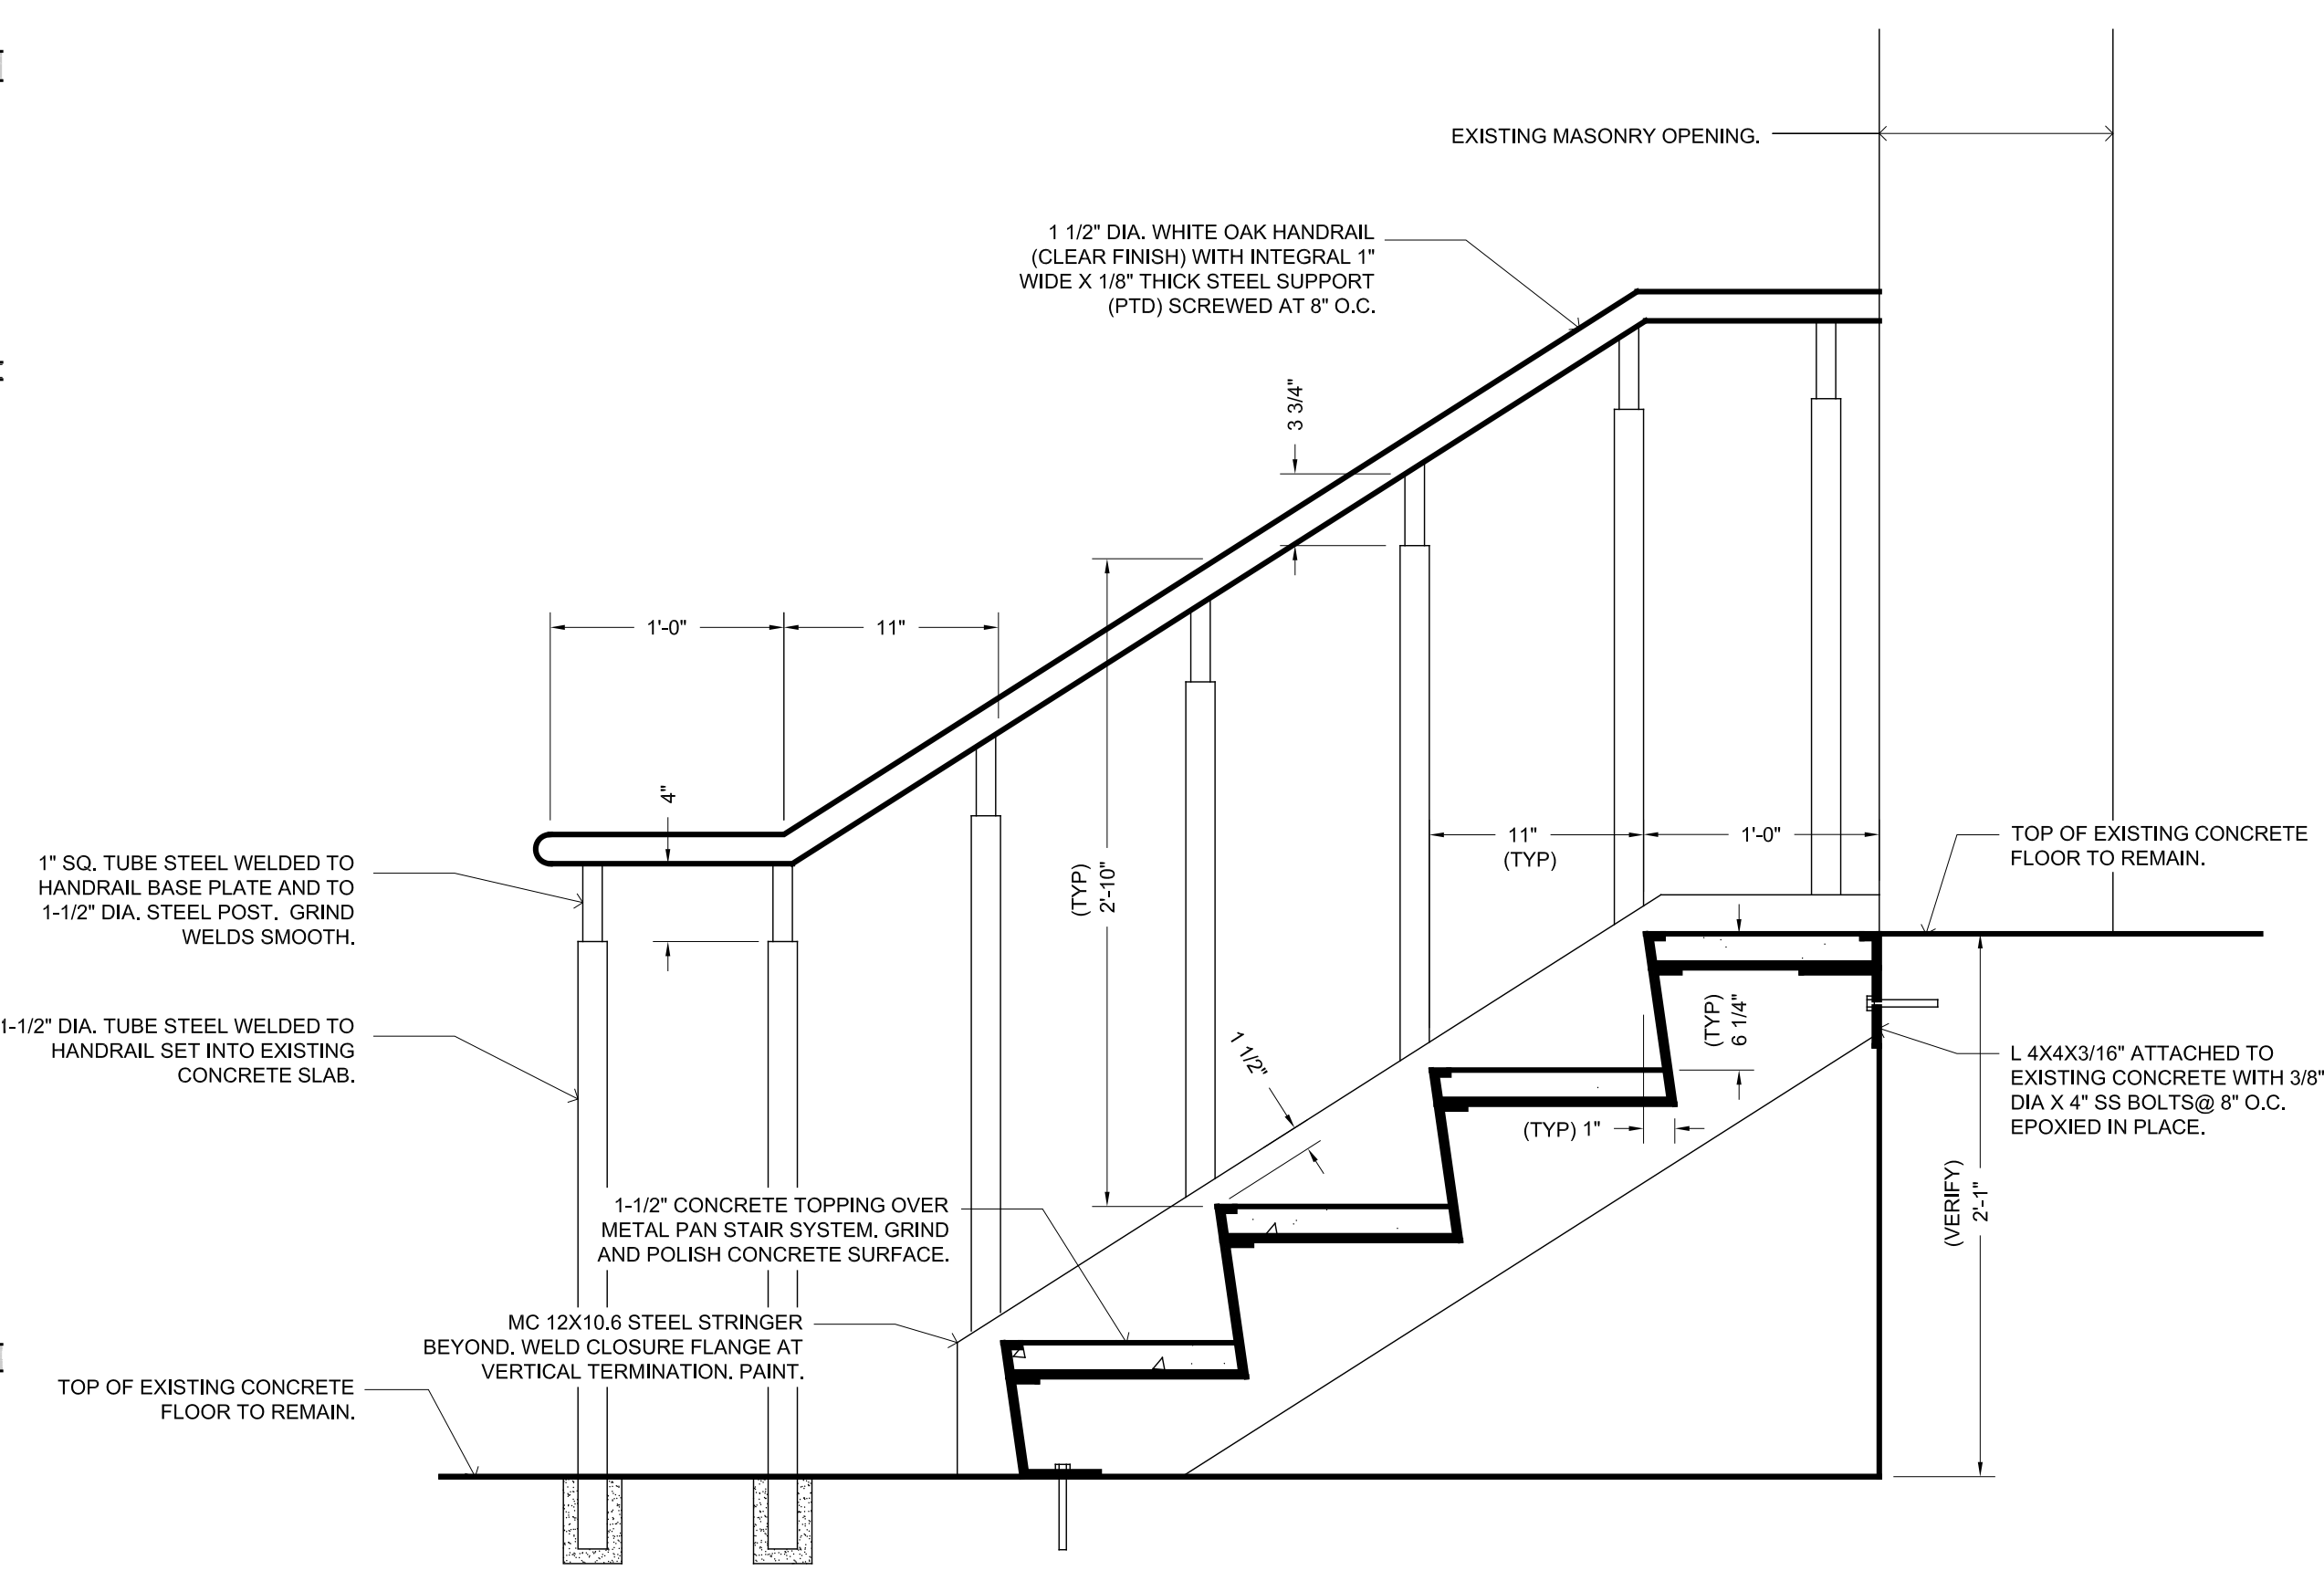 EXISTING MASONRY OPENING.
1 1/2" DIA. WHITE OAK HANDRAIL
(CLEAR FINISH) WITH INTEGRAL 1"
WIDE X 1/8" THICK STEEL SUPPORT
(PTD) SCREWED AT 8" O.C.
3 3/4"
1'-0"
11"
4"
(TYP)
2'-10"
11"
(TYP)
1'-0"
TOP OF EXISTING CONCRETE
FLOOR TO REMAIN.
1" SQ. TUBE STEEL WELDED TO
HANDRAIL BASE PLATE AND TO
1-1/2" DIA. STEEL POST. GRIND
WELDS SMOOTH.
(TYP)
6 1/4"
1-1/2" DIA. TUBE STEEL WELDED TO
HANDRAIL SET INTO EXISTING
CONCRETE SLAB.
1 1/2"
L 4X4X3/16" ATTACHED TO
EXISTING CONCRETE WITH 3/8"
DIA X 4" SS BOLTS@ 8" O.C.
EPOXIED IN PLACE.
(TYP) 1"
(VERIFY)
2'-1"
1-1/2" CONCRETE TOPPING OVER
METAL PAN STAIR SYSTEM. GRIND
AND POLISH CONCRETE SURFACE.
MC 12X10.6 STEEL STRINGER
BEYOND. WELD CLOSURE FLANGE AT
VERTICAL TERMINATION. PAINT.
TOP OF EXISTING CONCRETE
FLOOR TO REMAIN.